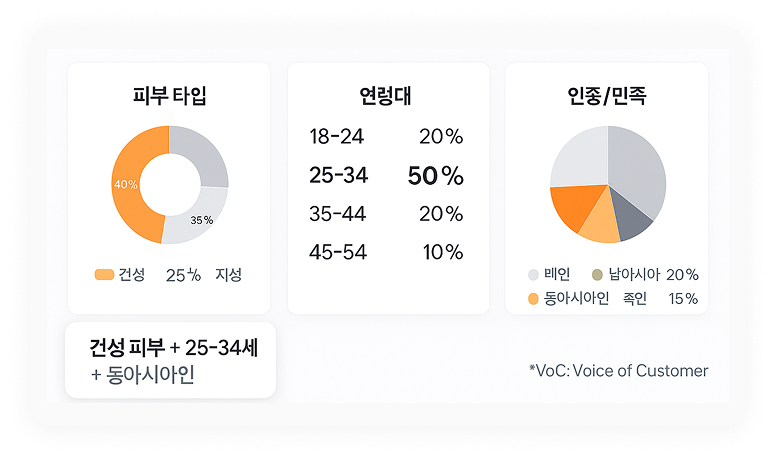 피부 타입
40%
35%
건성 25% 지성
연령대
18-24 20%
25-34 50%
35-44 20%
45-54 10%
인종/민족
남아시아 20%
동아시아인 족인 15%
건성 피부 + 25-34세
+ 동아시아인
*VoC: Voice of Customer